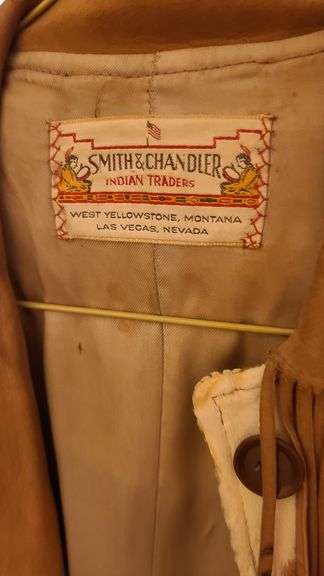 SMITH & CHANDLER
INDIAN TRADERS
WEST YELLOWSTONE, MONTANA
LAS VEGAS, NEVADA